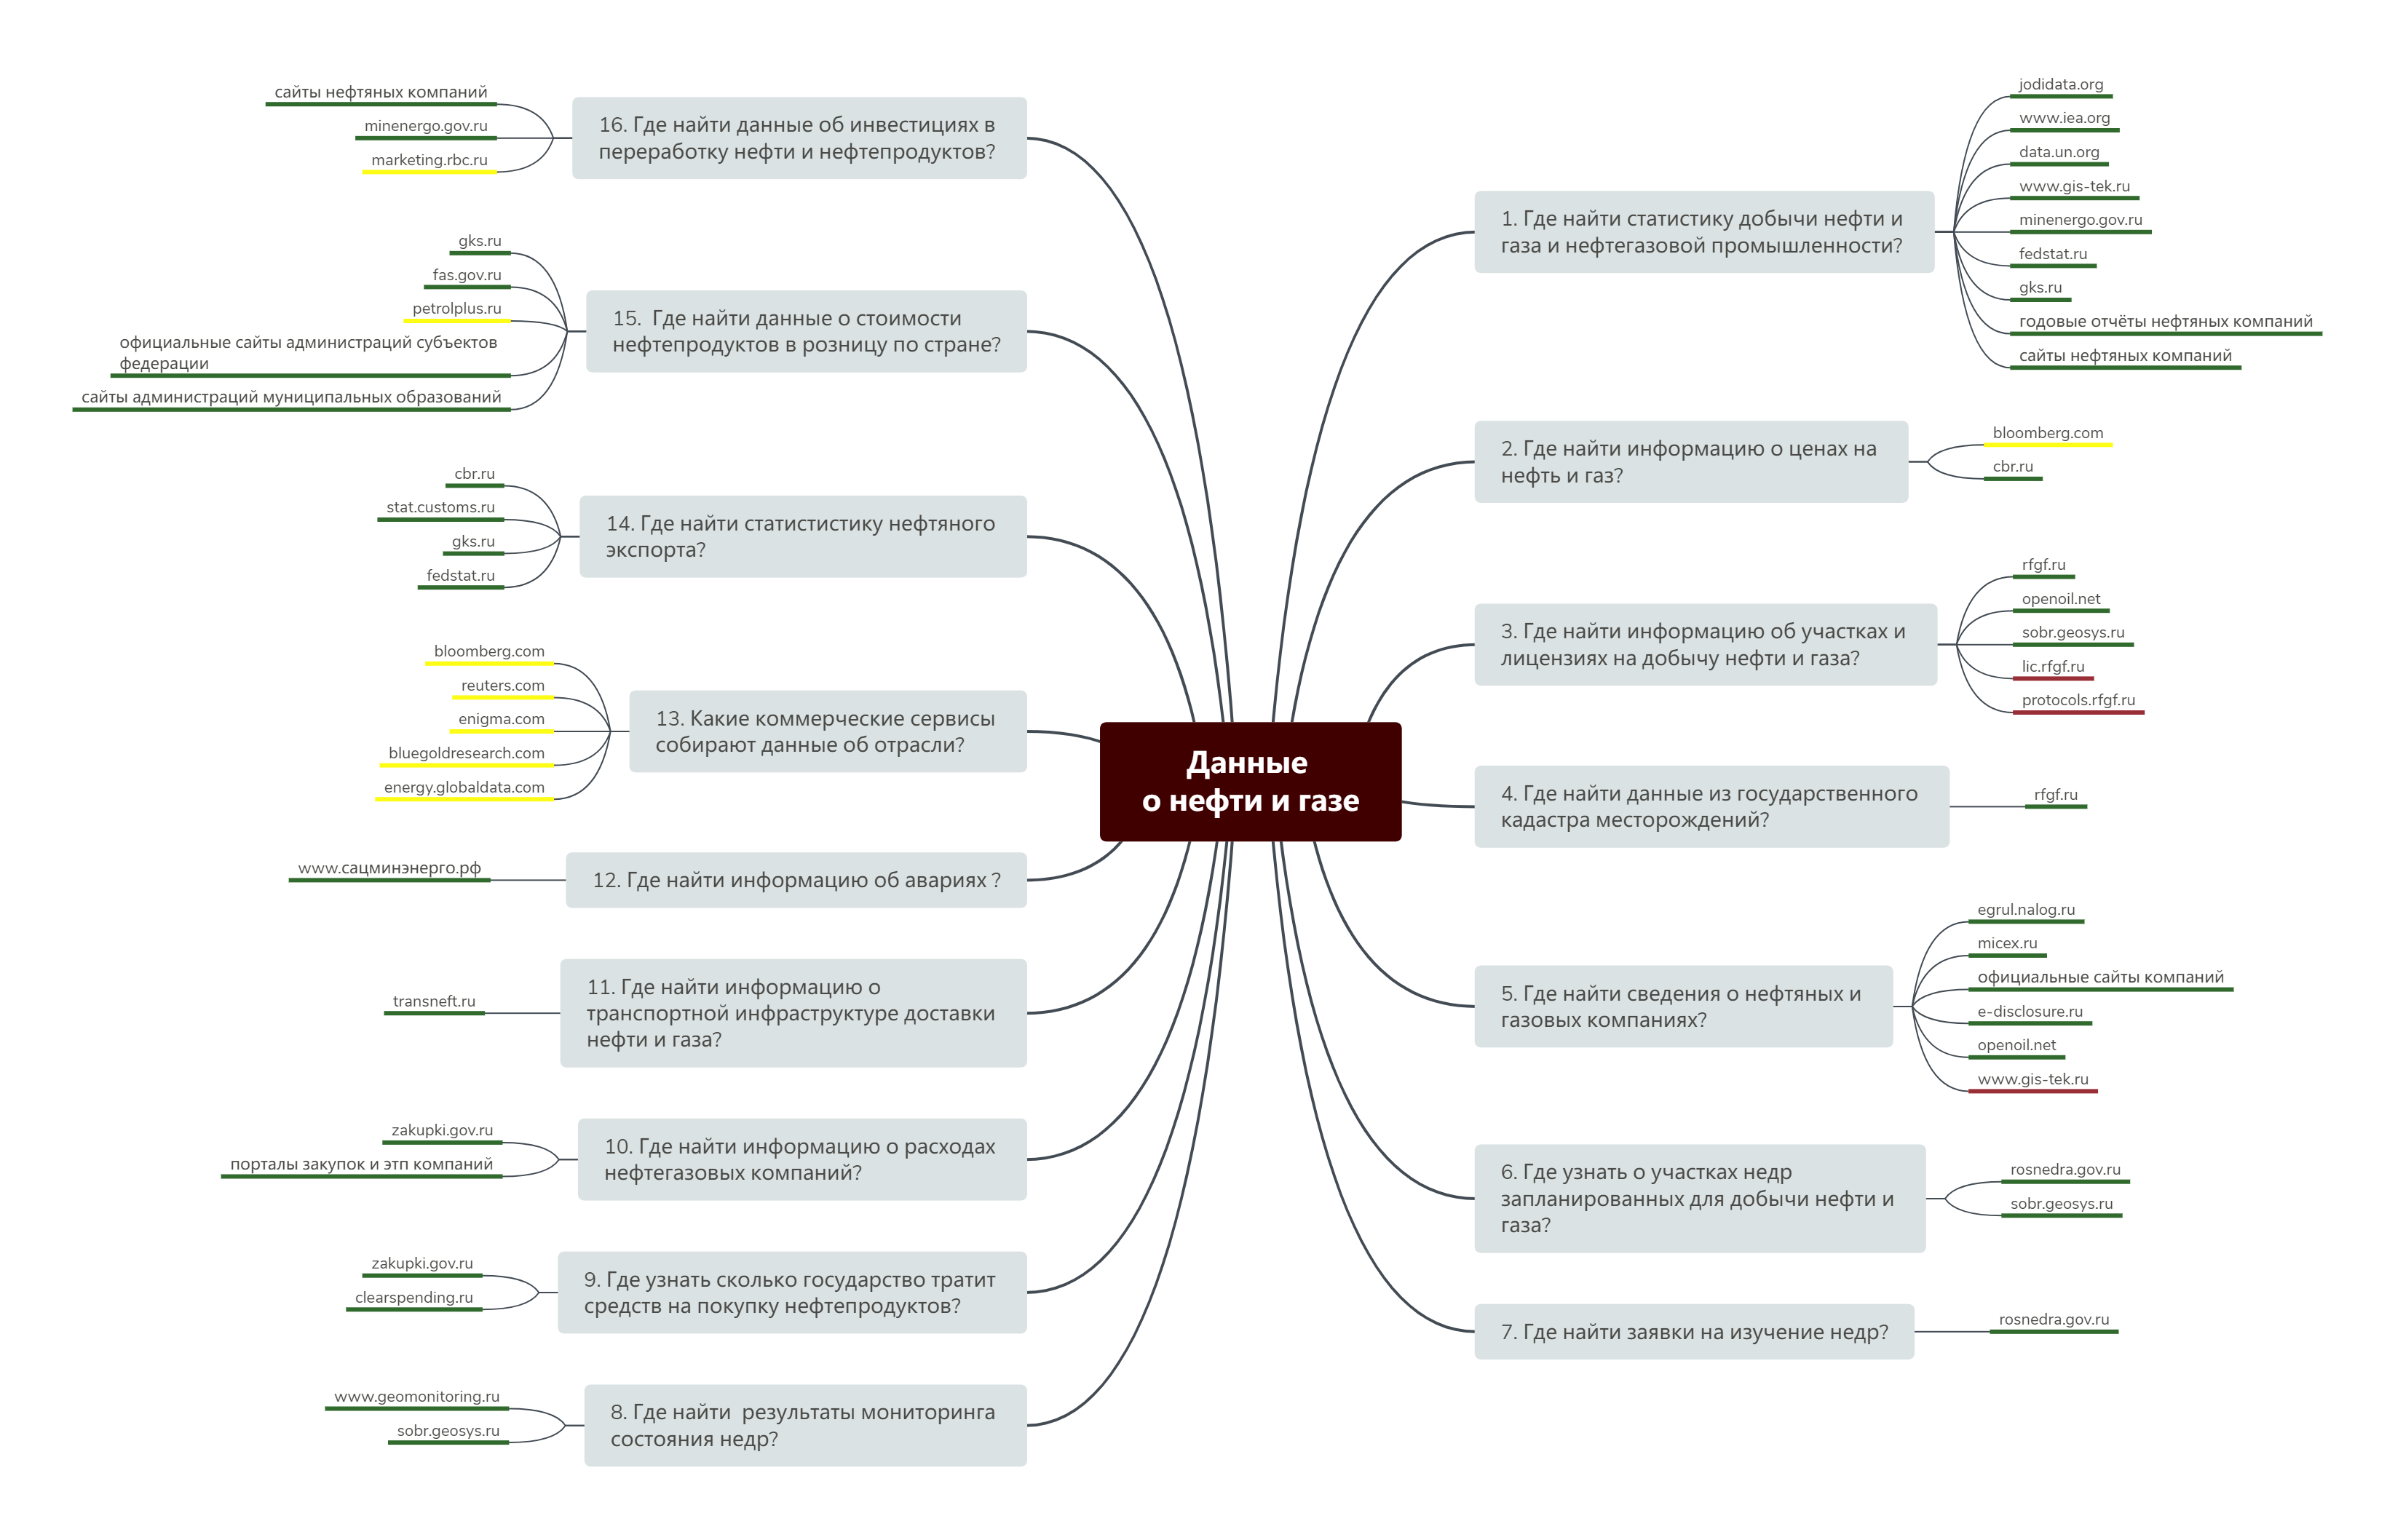 Данные
о нефти и газе
1. Где найти статистику добычи нефти и
газа и нефтегазовой промышленности?
jodidata.org
www.iea.org
data.un.org
www.gis-tek.ru
minenergo.gov.ru
fedstat.ru
gks.ru
годовые отчёты нефтяных компаний
сайты нефтяных компаний
2. Где найти информацию о ценах на
нефть и газ?
bloomberg.com
cbr.ru
3. Где найти информацию об участках и
лицензиях на добычу нефти и газа?
rfgf.ru
openoil.net
sobr.geosys.ru
lic.rfgf.ru
protocols.rfgf.ru
4. Где найти данные из государственного
кадастра месторождений?
rfgf.ru
5. Где найти сведения о нефтяных и
газовых компаниях?
egrul.nalog.ru
micex.ru
официальные сайты компаний
e-disclosure.ru
openoil.net
www.gis-tek.ru
6. Где узнать о участках недр
запланированных для добычи нефти и
газа?
rosnedra.gov.ru
sobr.geosys.ru
7. Где найти заявки на изучение недр?
rosnedra.gov.ru
8. Где найти  результаты мониторинга
состояния недр?
www.geomonitoring.ru
sobr.geosys.ru
9. Где узнать сколько государство тратит
средств на покупку нефтепродуктов?
zakupki.gov.ru
clearspending.ru
10. Где найти информацию о расходах
нефтегазовых компаний?
zakupki.gov.ru
порталы закупок и этп компаний
11. Где найти информацию о
транспортной инфраструктуре доставки
нефти и газа?
transneft.ru
12. Где найти информацию об авариях ?
www.сацминэнерго.рф
13. Какие коммерческие сервисы
собирают данные об отрасли?
bloomberg.com
reuters.com
enigma.com
bluegoldresearch.com
energy.globaldata.com
14. Где найти статистистику нефтяного
экспорта?
cbr.ru
stat.customs.ru
gks.ru
fedstat.ru
15.  Где найти данные о стоимости
нефтепродуктов в розницу по стране?
gks.ru
fas.gov.ru
petrolplus.ru
официальные сайты администраций субъектов
федерации
сайты администраций муниципальных образований
16. Где найти данные об инвестициях в
переработку нефти и нефтепродуктов?
сайты нефтяных компаний
minenergo.gov.ru
marketing.rbc.ru